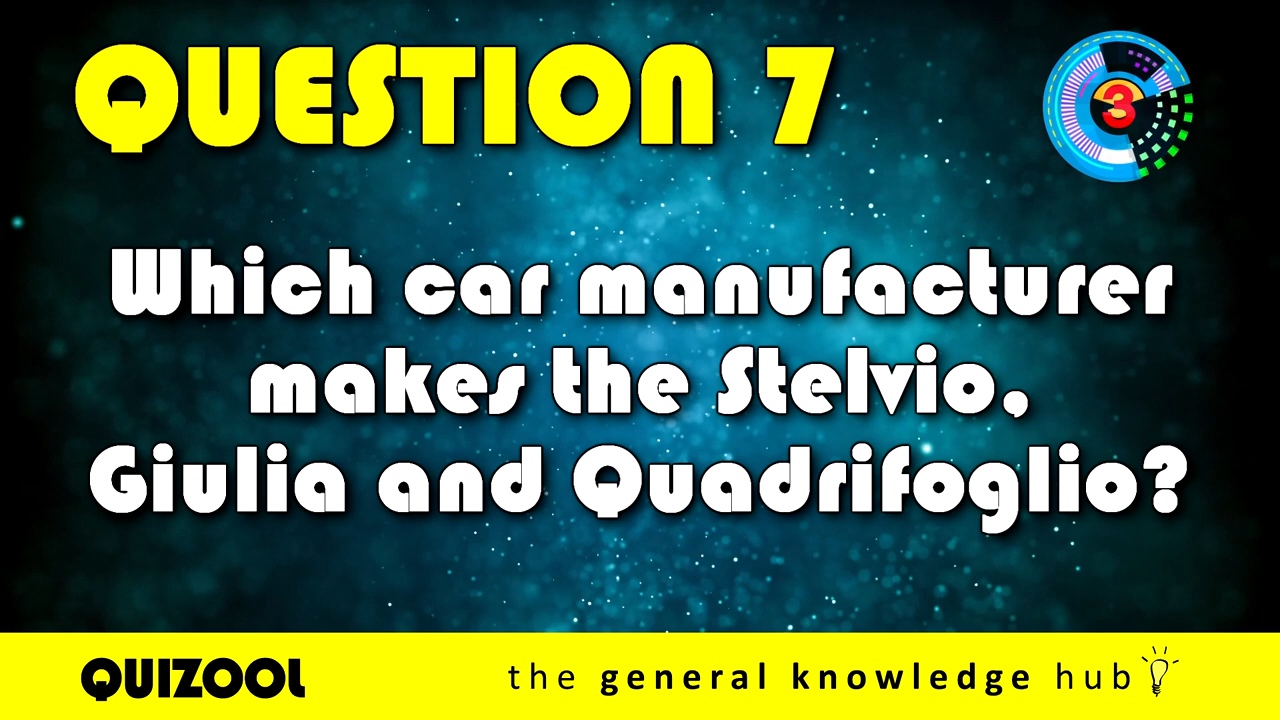 QUESTION 7
3
Which car manufacturer
makes the Stelvio,
Giulia and Quadrifoglio?
QUIZOOL
the general knowledge hub